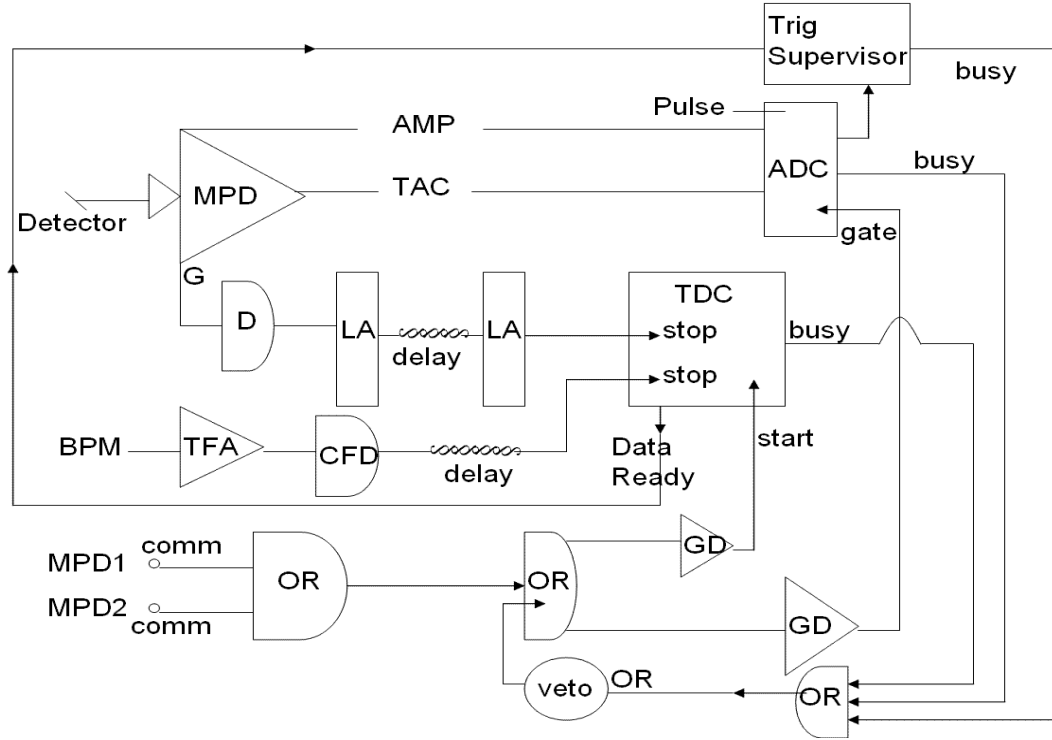 Trig
Supervisor
busy
Pulse
AMP
ADC
busy
MPD
TAC
Detector
gate
G
TDC
D
LA
delay
LA
stop
busy
stop
BPM
TFA
CFD
delay
Data
Ready
start
MPD1
comm
OR
OR
GD
MPD2
comm
GD
veto
OR
OR